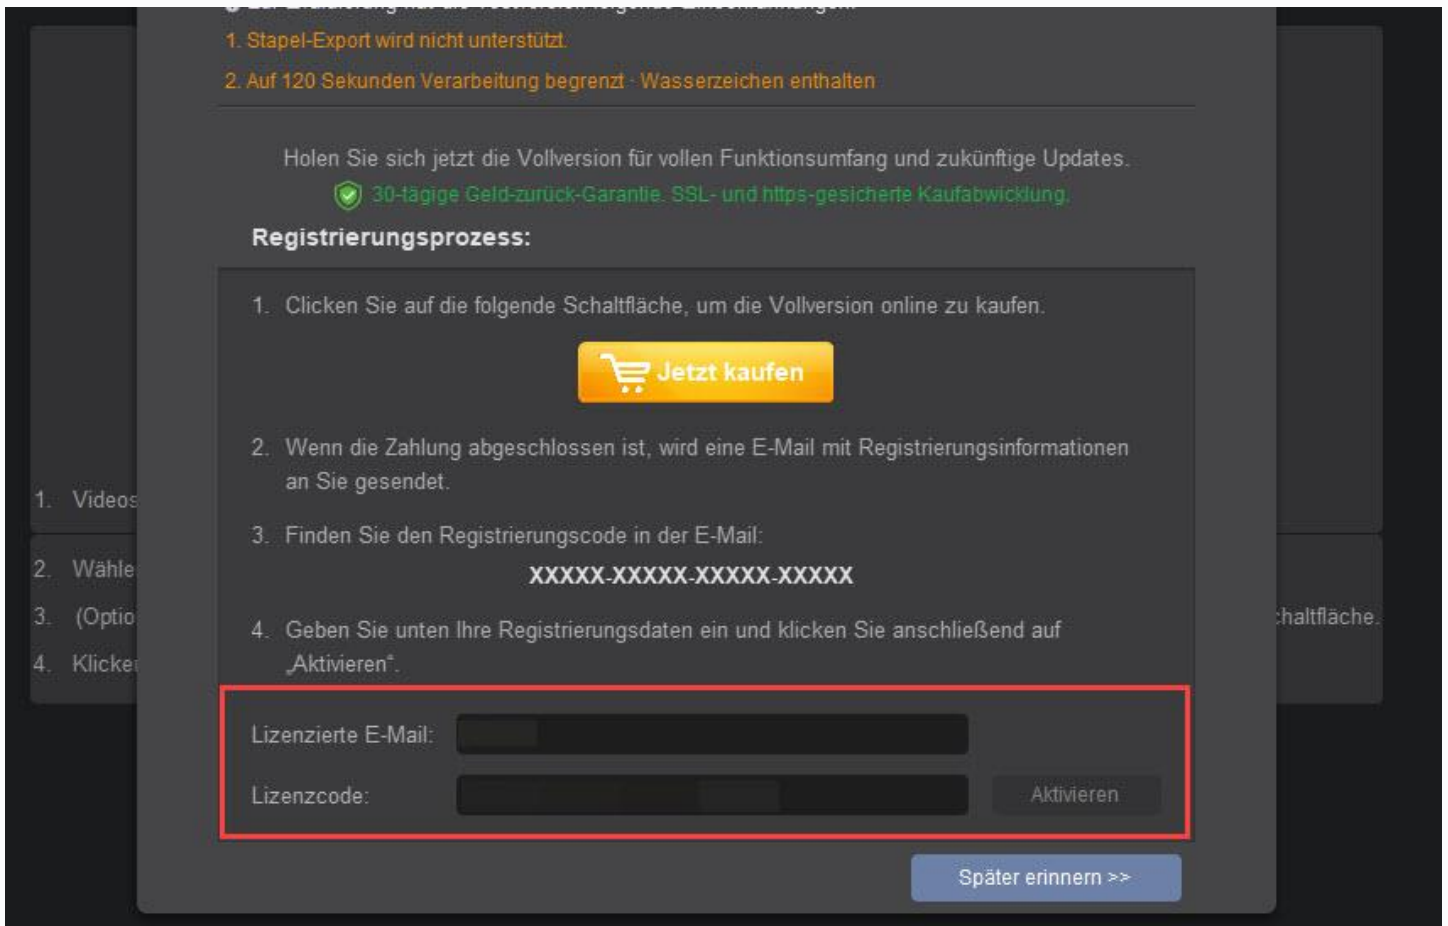 1. Stapel-Export wird nicht unterstützt.
2. Auf 120 Sekunden Verarbeitung begrenzt · Wasserzeichen enthalten
Holen Sie sich jetzt die Vollversion für vollen Funktionsumfang und zukünftige Updates.
30-tägige Geld-zurück-Garantie. SSL- und https-gesicherte Kaufabwicklung.
Registrierungsprozess:
1. Clicken Sie auf die folgende Schaltfläche, um die Vollversion online zu kaufen.
Jetzt kaufen
2. Wenn die Zahlung abgeschlossen ist, wird eine E-Mail mit Registrierungsinformationen
an Sie gesendet.
3. Finden Sie den Registrierungscode in der E-Mail:
XXXXX-XXXXX-XXXXX-XXXXX
4. Geben Sie unten Ihre Registrierungsdaten ein und klicken Sie anschließend auf
„Aktivieren“.
Lizenzierte E-Mail:
Lizenzcode:
Aktivieren
Später erinnern >>
1. Videos
2. Wähle
3. (Optio
chaltfläche.
4. Klicke